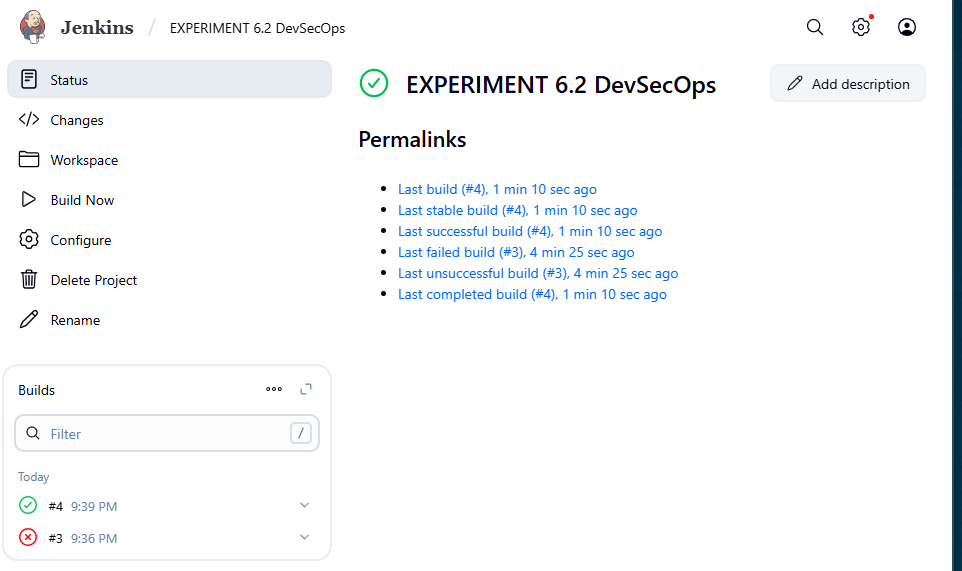 Jenkins / EXPERIMENT 6.2 DevSecOps
Status
Changes
Workspace
Build Now
Configure
Delete Project
Rename
Builds
Filter /
Today
#4 9:39 PM
#3 9:36 PM
EXPERIMENT 6.2 DevSecOps
Add description
Permalinks
Last build (#4), 1 min 10 sec ago
Last stable build (#4), 1 min 10 sec ago
Last successful build (#4), 1 min 10 sec ago
Last failed build (#3), 4 min 25 sec ago
Last unsuccessful build (#3), 4 min 25 sec ago
Last completed build (#4), 1 min 10 sec ago